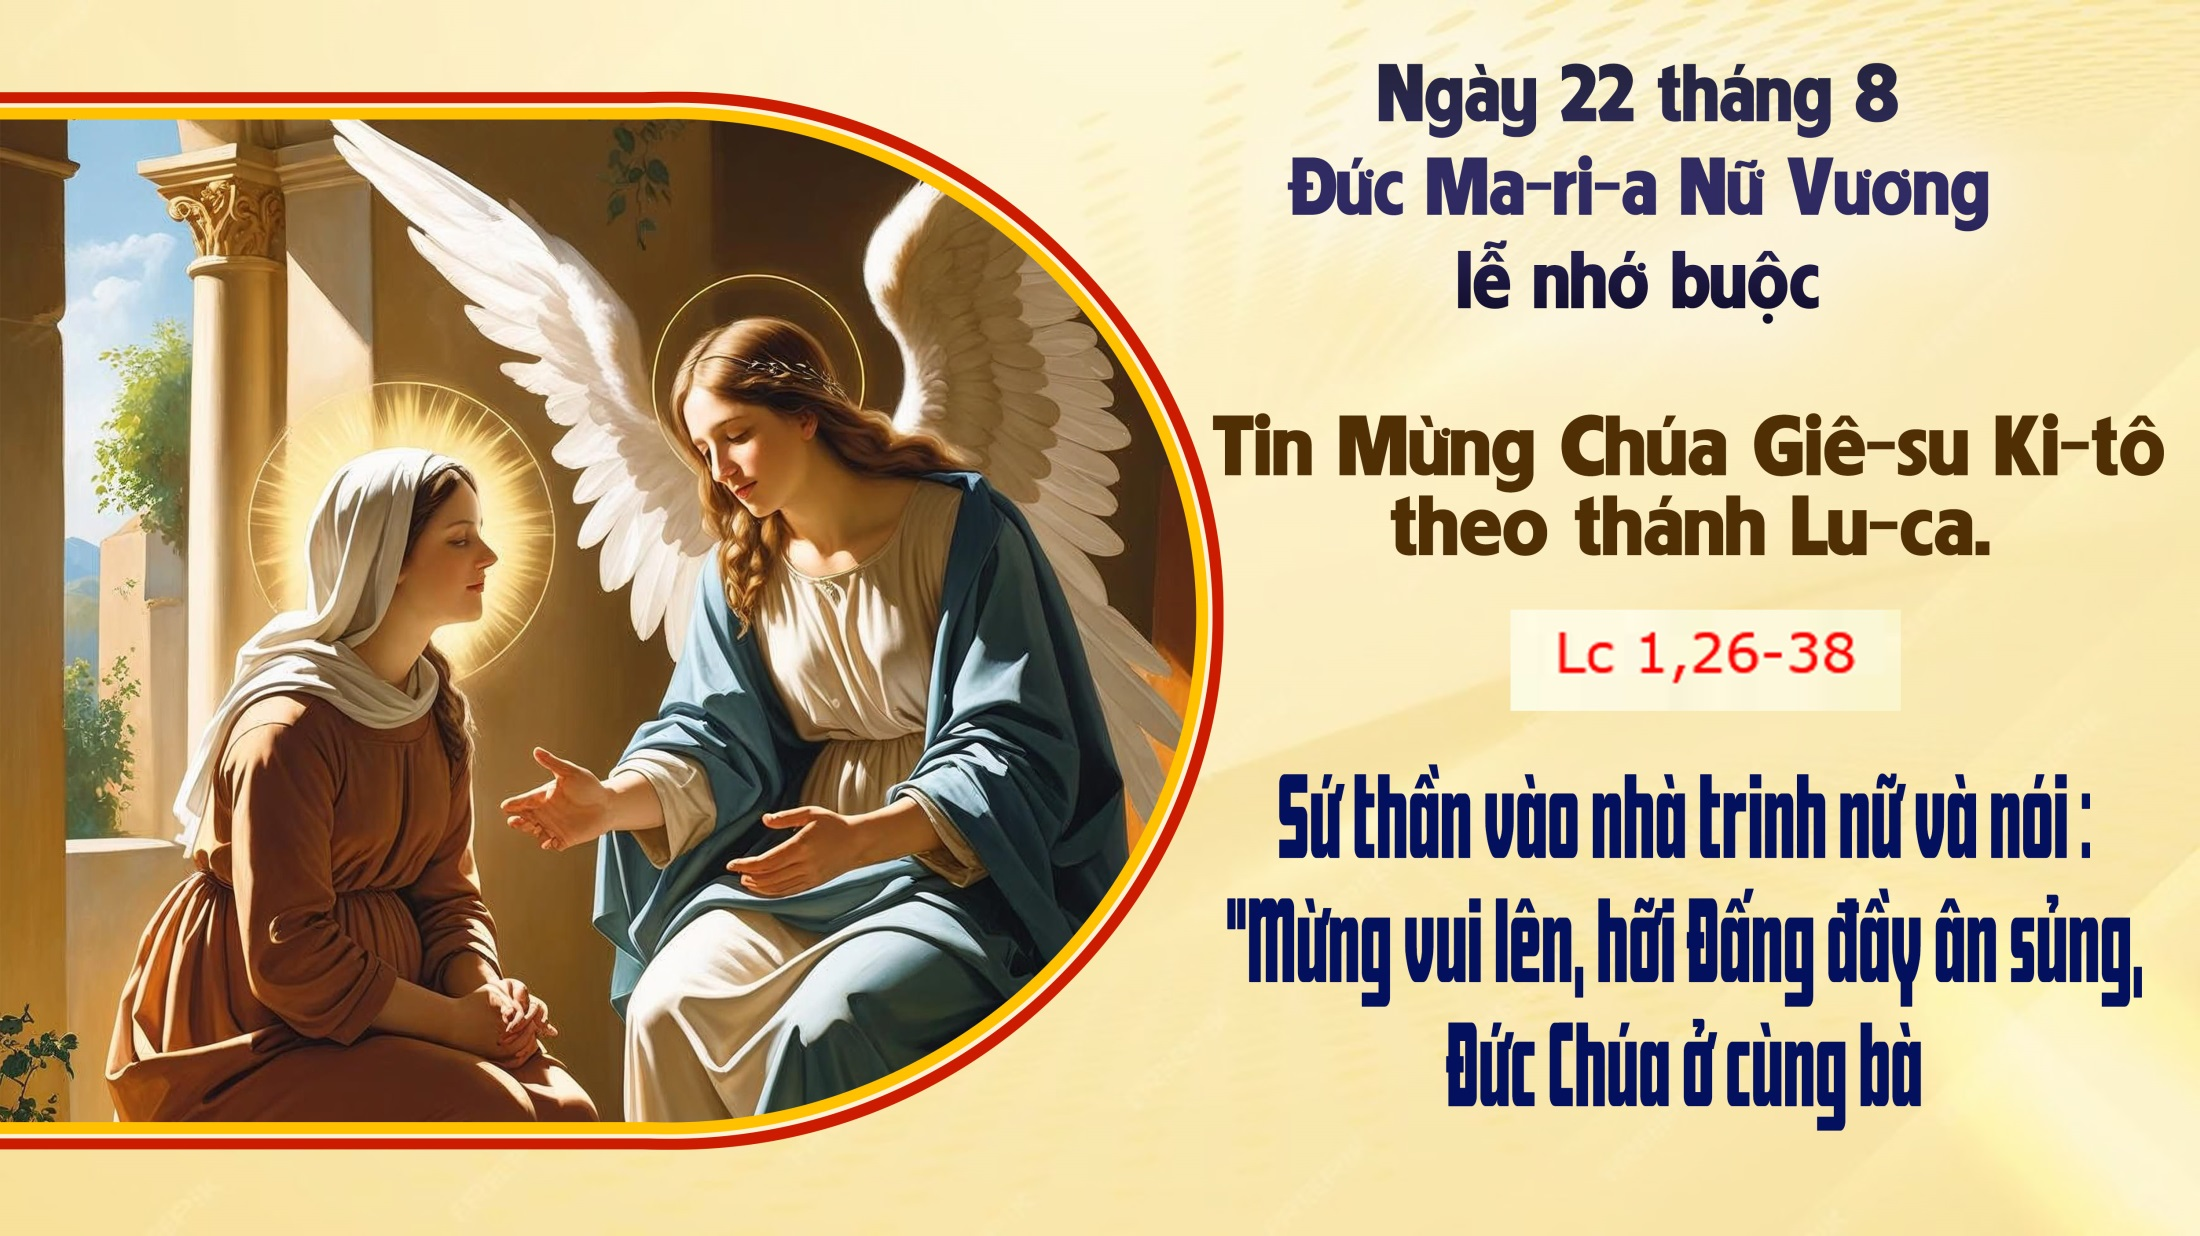 Ngày 22 tháng 8
Đức Ma-ri-a Nữ Vương
lễ nhớ buộc
Tin Mừng Chúa Giê-su Ki-tô
theo thánh Lu-ca.
Lc 1,26-38
Sứ thần vào nhà trinh nữ và nói :
"Mừng vui lên, hỡi Đấng đầy ân sủng,
Đức Chúa ở cùng bà